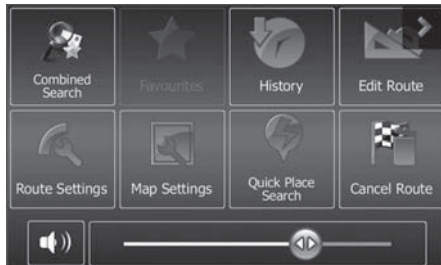 Combined
Search
Favourites
History
Edit Route
Route Settings
Map Settings
Quick Place
Search
Cancel Route